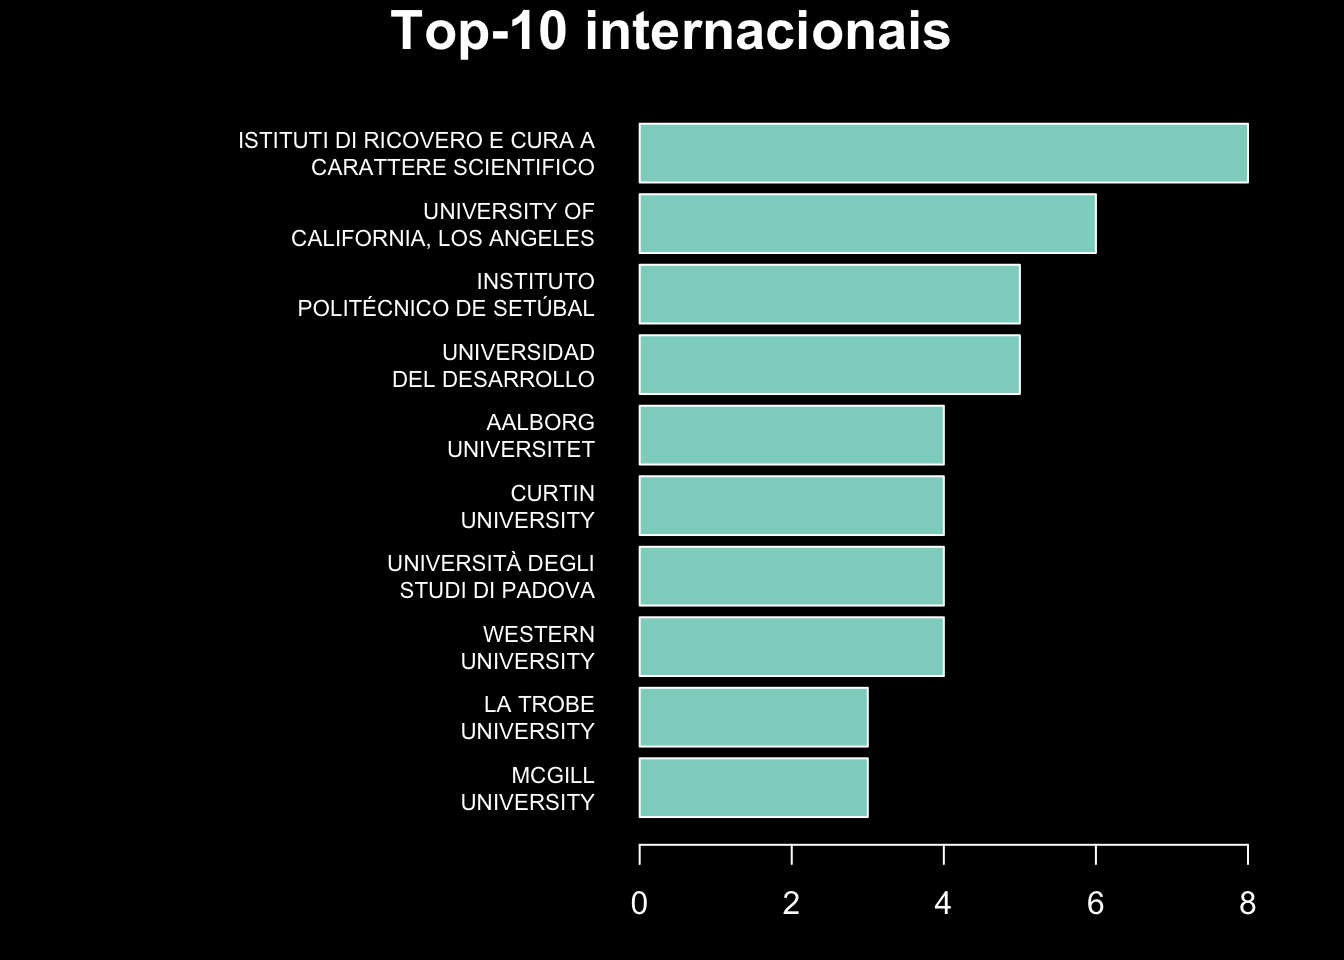 Top-10 internacionais
ISTITUTI DI RICOVERO E CURA A
CARATTERE SCIENTIFICO
UNIVERSITY OF
CALIFORNIA, LOS ANGELES
INSTITUTO
POLITÉCNICO DE SETÚBAL
UNIVERSIDAD
DEL DESARROLLO
AALBORG
UNIVERSITET
CURTIN
UNIVERSITY
UNIVERSITÀ DEGLI
STUDI DI PADOVA
WESTERN
UNIVERSITY
LA TROBE
UNIVERSITY
MCGILL
UNIVERSITY
0 2 4 6 8